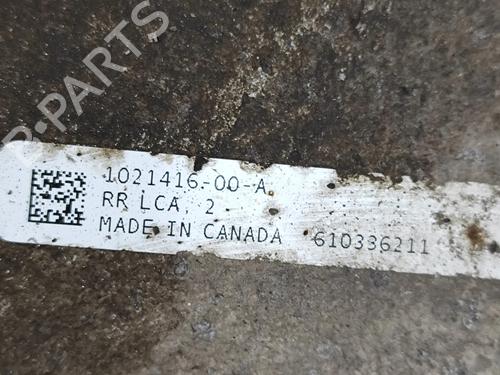 B-PARTS
1021416-00-A
RR LCA, 2
MADE IN CANADA 610336211